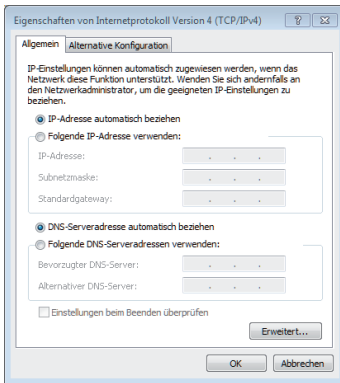 Eigenschaften von Internetprotokoll Version 4 (TCP/IPv4)
Allgemein Alternative Konfiguration
IP-Einstellungen können automatisch zugewiesen werden, wenn das
Netzwerk diese Funktion unterstützt. Wenden Sie sich andernfalls an
den Netzwerkadministrator, um die geeigneten IP-Einstellungen zu
beziehen.
IP-Adresse automatisch beziehen
Folgende IP-Adresse verwenden:
IP-Adresse:
Subnetzmaske:
Standardgateway:
DNS-Serveradresse automatisch beziehen
Folgende DNS-Serveradressen verwenden:
Bevorzugter DNS-Server:
Alternativer DNS-Server:
Einstellungen beim Beenden überprüfen
Erweitert...
OK Abbrechen